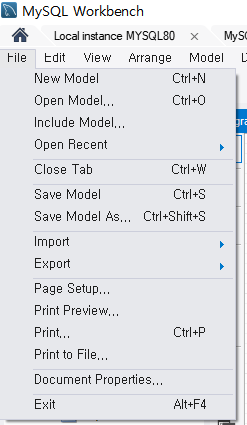 MySQL Workbench
Local instance MYSQL80 × MySQ
File Edit View Arrange Model D
New Model Ctrl+N
Open Model... Ctrl+O
Include Model...
Open Recent
Close Tab Ctrl+W
Save Model Ctrl+S
Save Model As... Ctrl+Shift+S
Import
Export
Page Setup...
Print Preview...
Print... Ctrl+P
Print to File...
Document Properties...
Exit Alt+F4